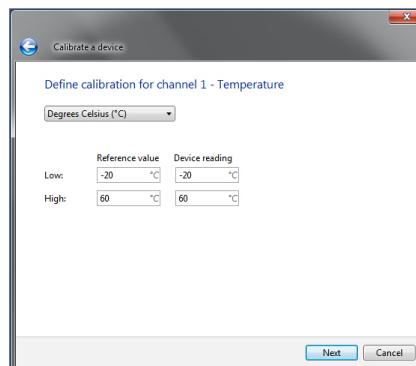 Calibrate a device
Define calibration for channel 1 - Temperature
Degrees Celsius (°C)
Reference value Device reading
Low: -20 °C -20 °C
High: 60 °C 60 °C
Next Cancel